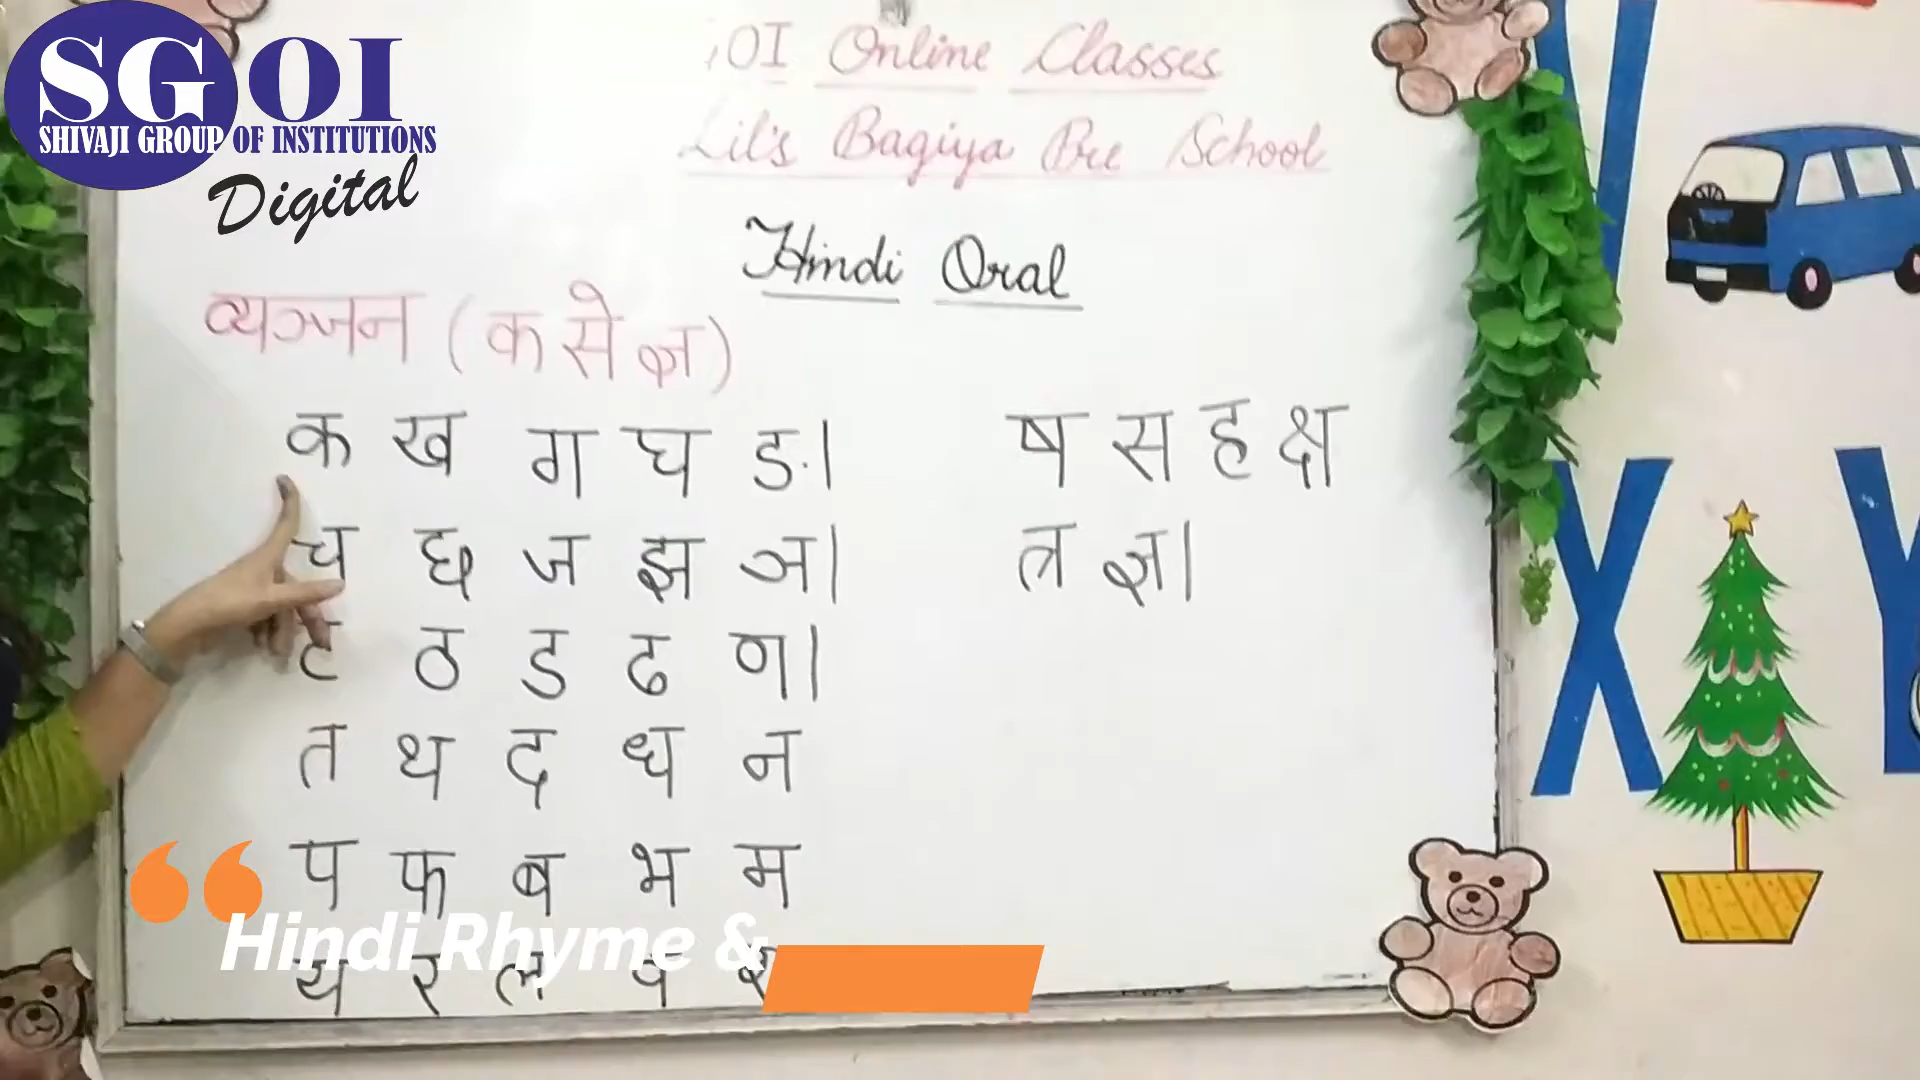 SGOI
SHIVAJI GROUP OF INSTITUTIONS
Digital
OI Online Classes
Lil's Bagiya Pre School
Hindi Oral
व्यञ्जन (क से ज्ञ)
क ख ग घ ङ।
च छ ज झ ञ।
ट ठ ड ढ ण।
त थ द ध न
प फ ब भ म
य र ल व
ष स ह क्ष
त्र ज्ञ।
Hindi Rhyme &
X Y